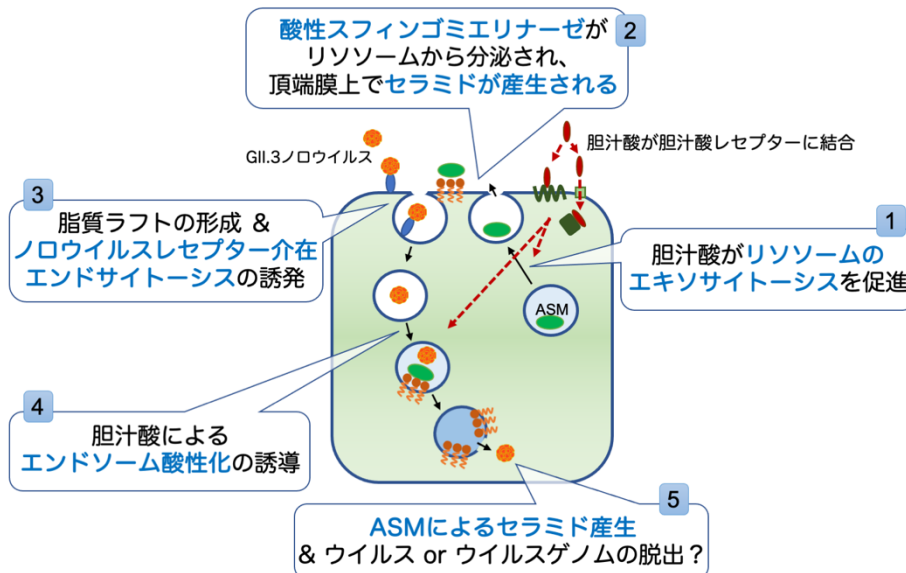 2
酸性スフィンゴミエリナーゼが
リソソームから分泌され、
頂端膜上でセラミドが産生される
GII.3ノロウイルス
胆汁酸が胆汁酸レセプターに結合
3
脂質ラフトの形成 &
ノロウイルスレセプター介在
エンドサイトーシスの誘発
1
胆汁酸がリソソームの
エキソサイトーシスを促進
ASM
4
胆汁酸による
エンドソーム酸性化の誘導
5
ASMによるセラミド産生
& ウイルス or ウイルスゲノムの脱出？